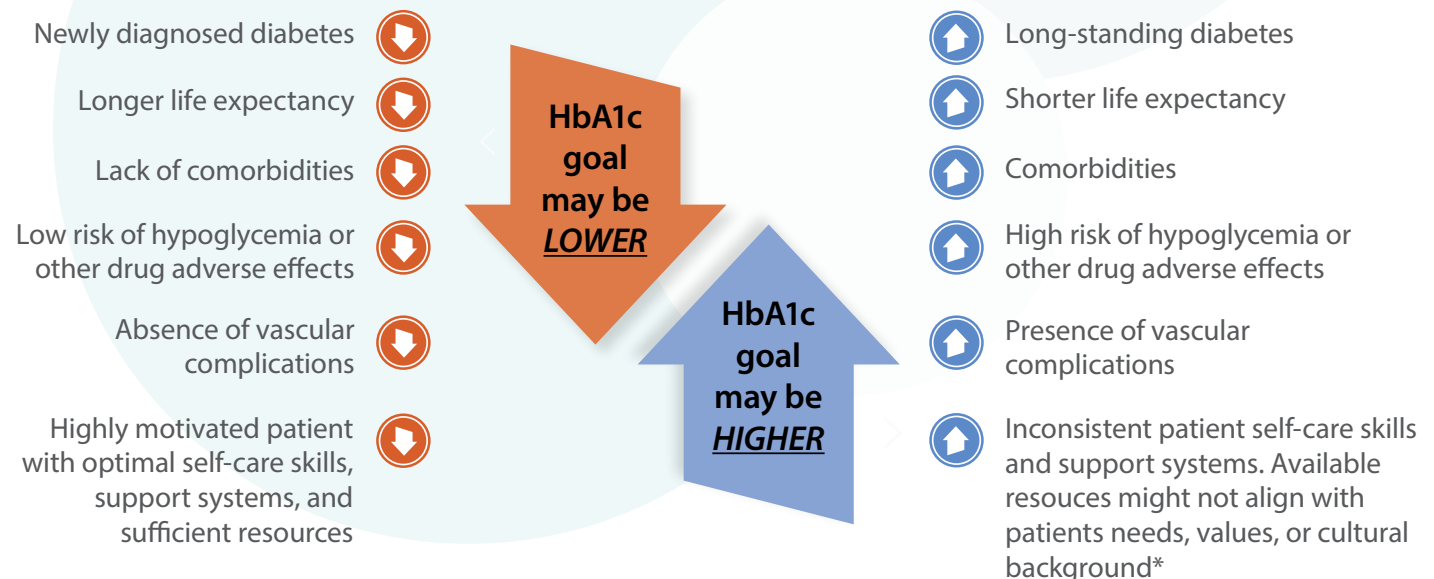 Newly diagnosed diabetes
Longer life expectancy
Lack of comorbidities
Low risk of hypoglycemia or
other drug adverse effects
Absence of vascular
complications
Highly motivated patient
with optimal self-care skills,
support systems, and
sufficient resources
HbA1c
goal
may be
LOWER
HbA1c
goal
may be
HIGHER
Long-standing diabetes
Shorter life expectancy
Comorbidities
High risk of hypoglycemia or
other drug adverse effects
Presence of vascular
complications
Inconsistent patient self-care skills
and support systems. Available
resouces might not align with
patients needs, values, or cultural
background*